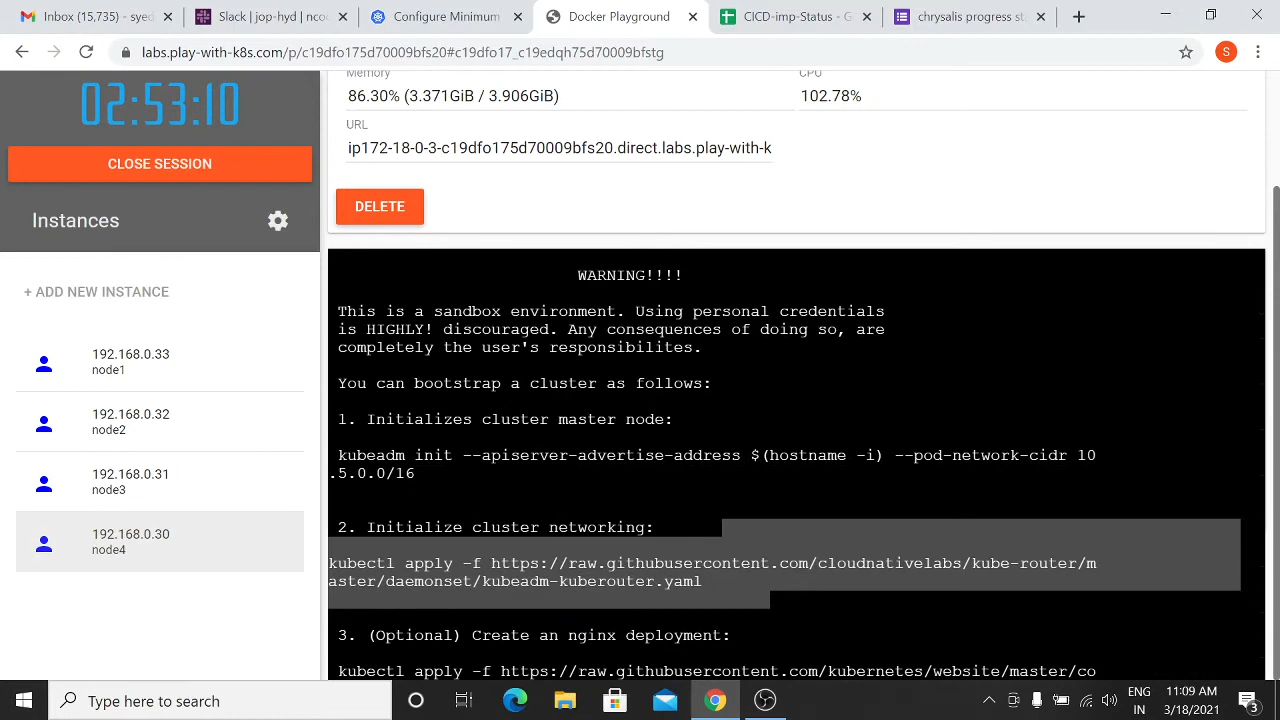 Inbox (15,735) - syed
Slack | jop-hyd | ncod
Configure Minimum
Docker Playground
CICD-imp-Status - G
chrysalis progress st
labs.play-with-k8s.com/p/c19dfo175d70009bfs20#c19dfo17_c19edqh75d70009bfstg
S
02:53:10
CLOSE SESSION
Instances
+ ADD NEW INSTANCE
192.168.0.33
node1
192.168.0.32
node2
192.168.0.31
node3
192.168.0.30
node4
Memory
86.30% (3.371GiB / 3.906GiB)
CPU
102.78%
URL
ip172-18-0-3-c19dfo175d70009bfs20.direct.labs.play-with-k
DELETE
WARNING!!!!
This is a sandbox environment. Using personal credentials
is HIGHLY! discouraged. Any consequences of doing so, are
completely the user's responsibilites.
You can bootstrap a cluster as follows:
1. Initializes cluster master node:
kubeadm init --apiserver-advertise-address $(hostname -i) --pod-network-cidr 10
.5.0.0/16
2. Initialize cluster networking:
kubectl apply -f https://raw.githubusercontent.com/cloudnativelabs/kube-router/m
aster/daemonset/kubeadm-kuberouter.yaml
3. (Optional) Create an nginx deployment:
kubectl apply -f https://raw.githubusercontent.com/kubernetes/website/master/co
Type here to search
ENG
IN
11:09 AM
3/18/2021
3